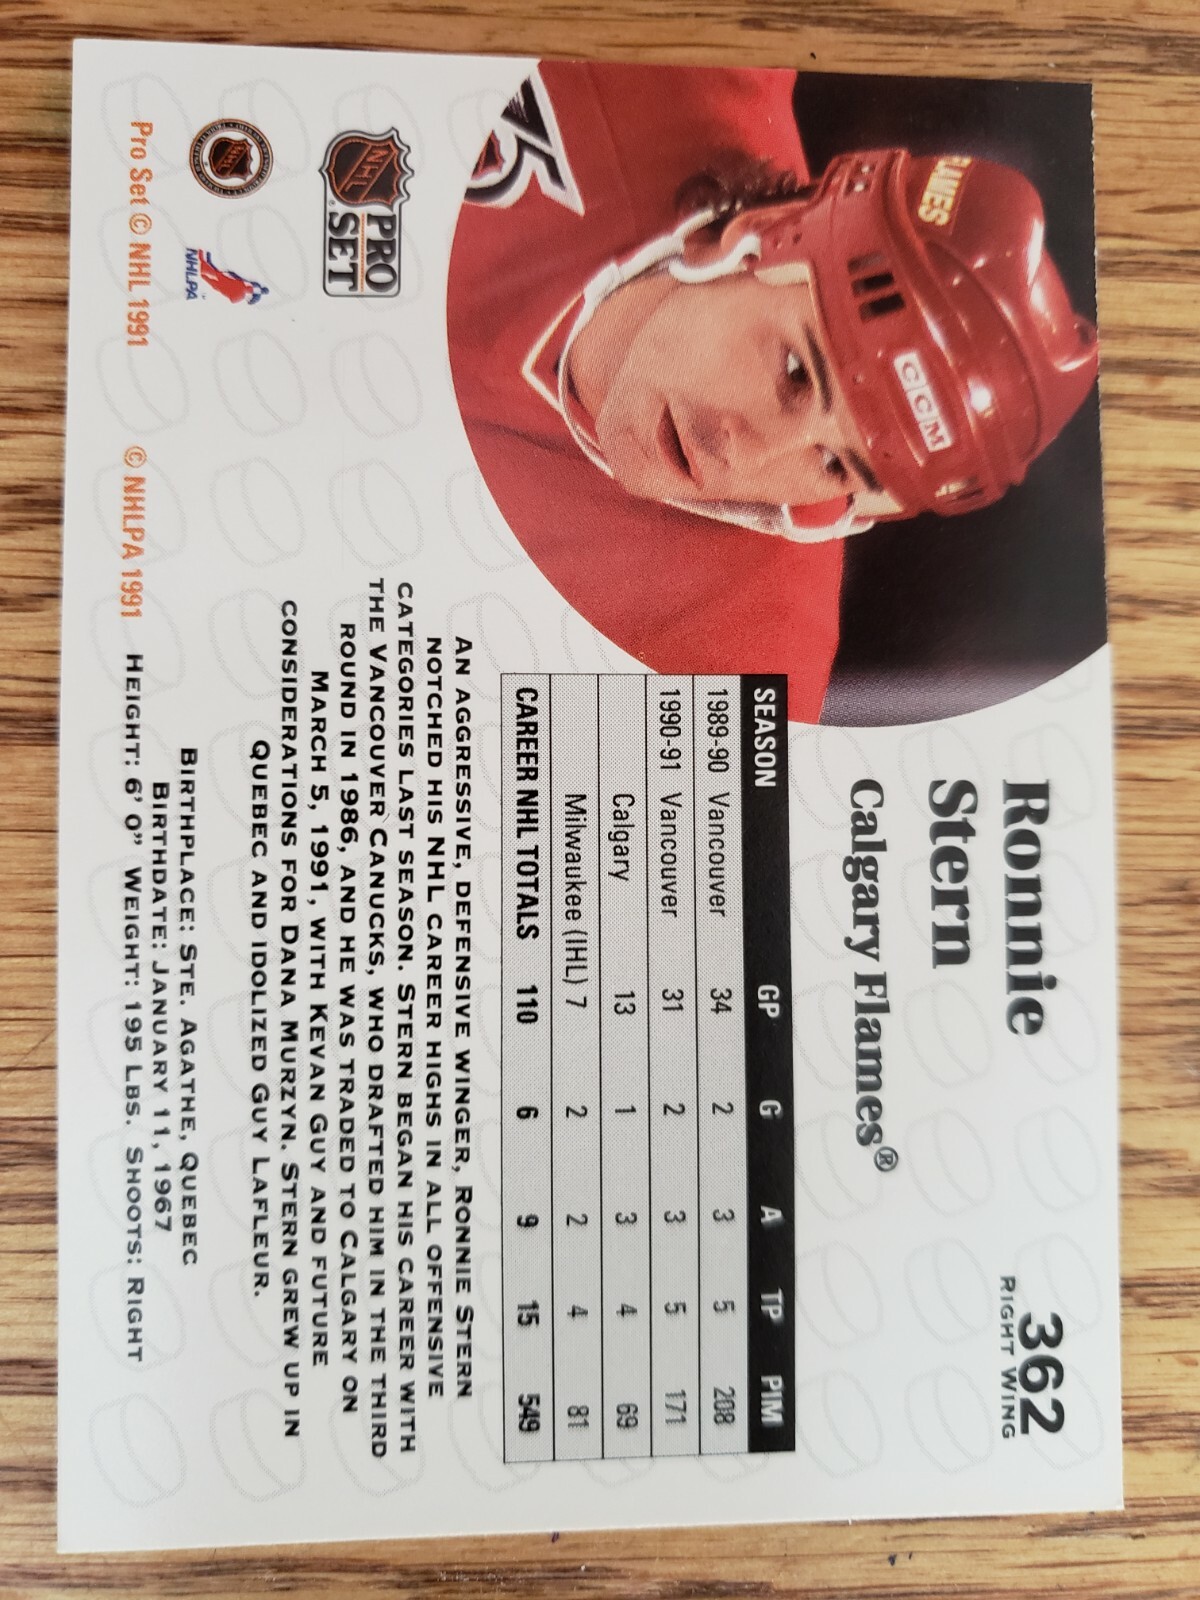 Ronnie
Stern
Calgary Flames®
362
RIGHT WING
FLAMES
CCM
75
SEASON GP G A TP PIM
1989-90 Vancouver 34 2 3 5 208
1990-91 Vancouver 31 2 3 5 171
Calgary 13 1 3 4 69
Milwaukee (IHL) 7 2 2 4 81
CAREER NHL TOTALS 110 6 9 15 549
AN AGGRESSIVE, DEFENSIVE WINGER, RONNIE STERN
NOTCHED HIS NHL CAREER HIGHS IN ALL OFFENSIVE
CATEGORIES LAST SEASON. STERN BEGAN HIS CAREER WITH
THE VANCOUVER CANUCKS, WHO DRAFTED HIM IN THE THIRD
ROUND IN 1986, AND HE WAS TRADED TO CALGARY ON
MARCH 5, 1991, WITH KEVAN GUY AND FUTURE
CONSIDERATIONS FOR DANA MURZYN. STERN GREW UP IN
QUEBEC AND IDOLIZED GUY LAFLEUR.
BIRTHPLACE: STE. AGATHE, QUEBEC
BIRTHDATE: JANUARY 11, 1967
HEIGHT: 6' 0" WEIGHT: 195 LBS. SHOOTS: RIGHT
NHL PRO SET
NHL
NHLPA
Pro Set © NHL 1991 © NHLPA 1991